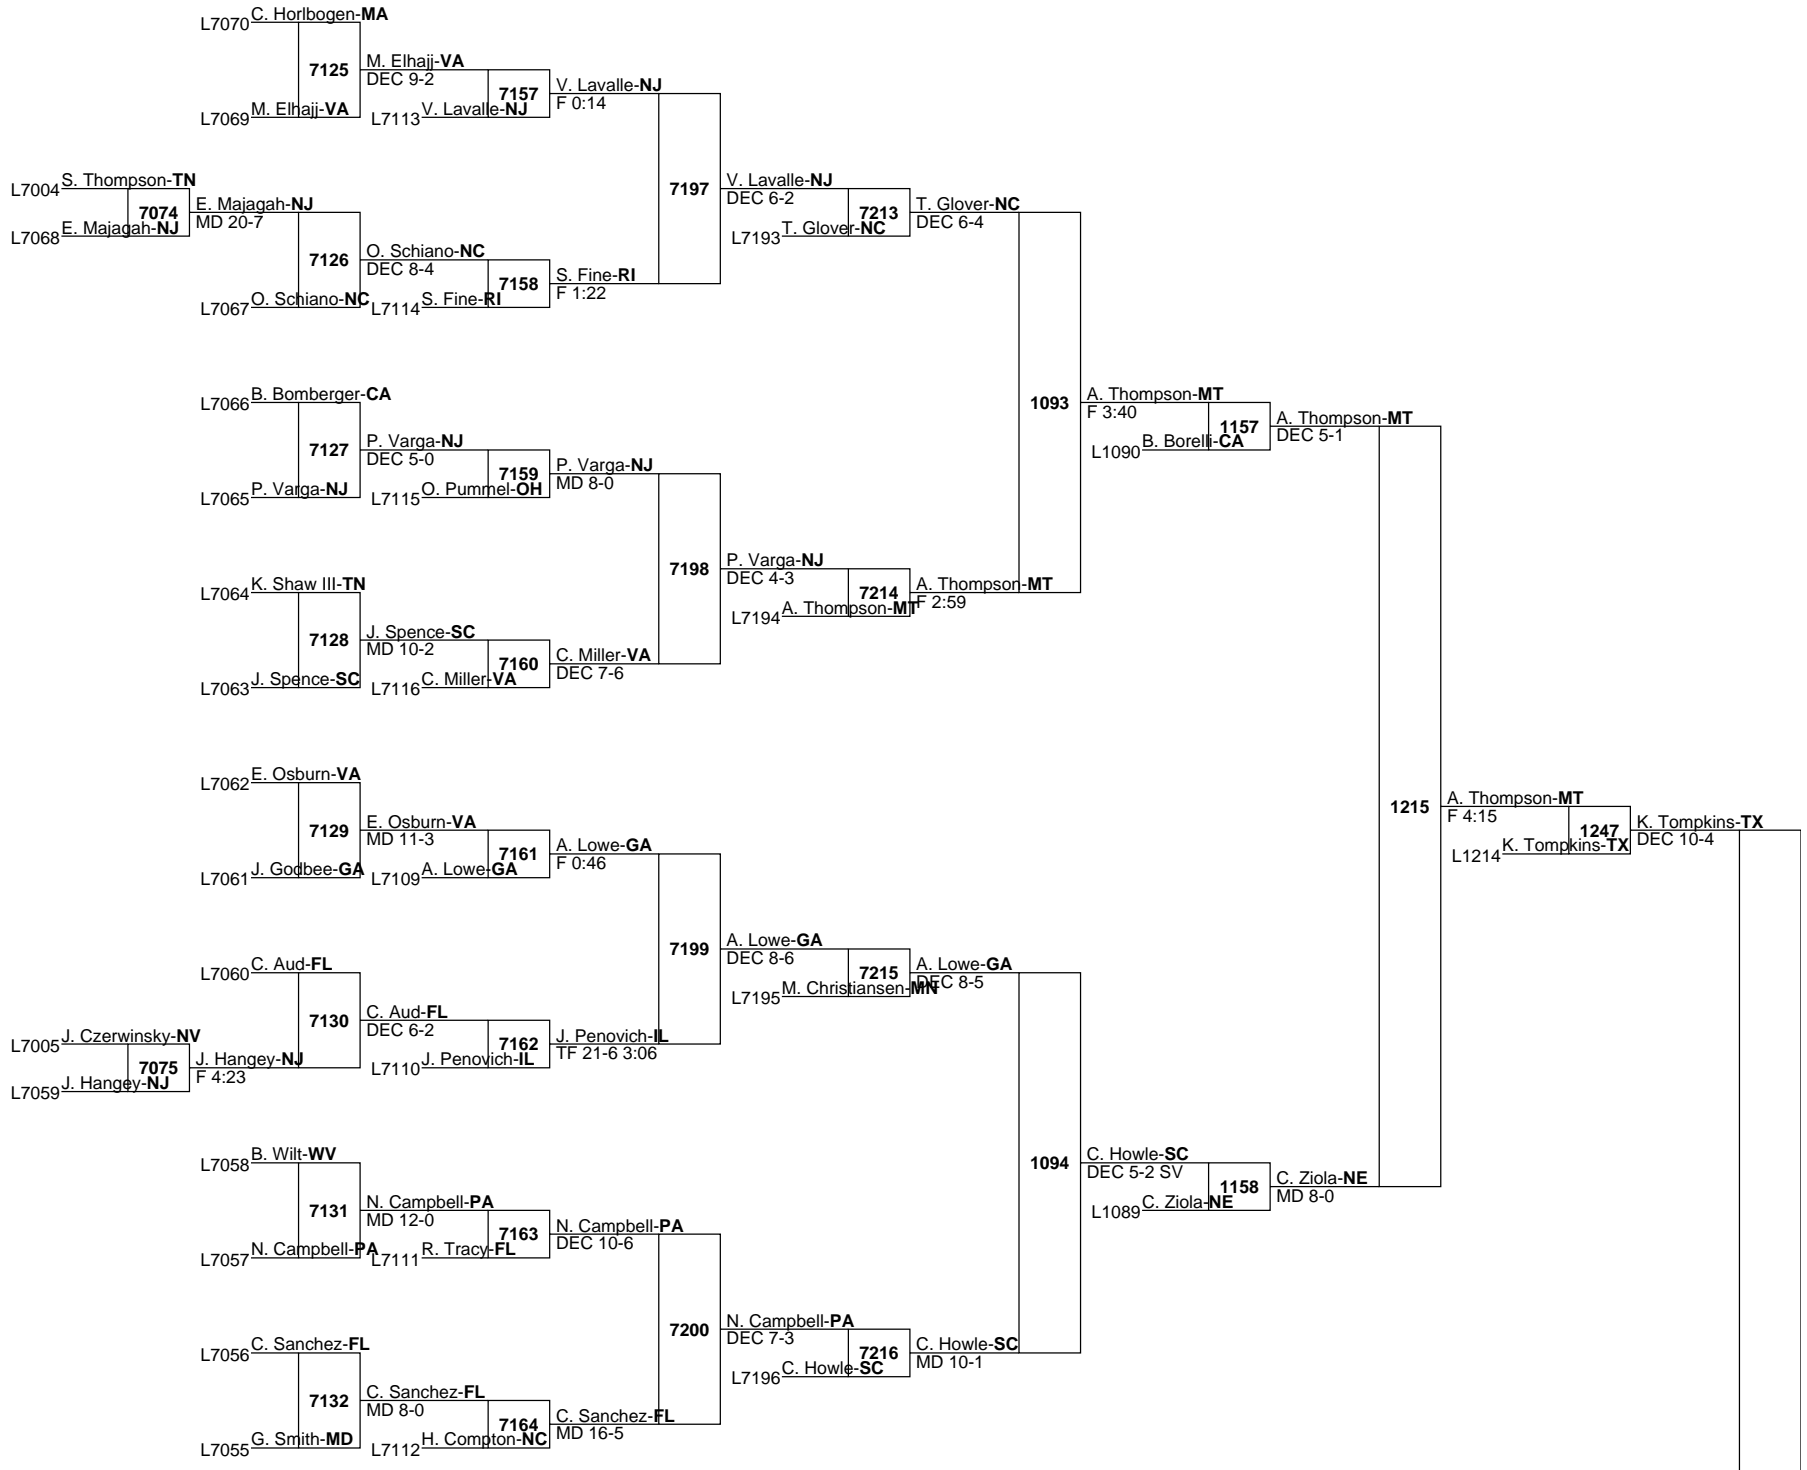 L7070 C. Horlbogen-MA
7125
M. Elhajj-VA
DEC 9-2
L7069 M. Elhajj-VA
7157
L7113 V. Lavalle-NJ
V. Lavalle-NJ
F 0:14
L7004 S. Thompson-TN
7074
L7068 E. Majagah-NJ
E. Majagah-NJ
MD 20-7
7126
L7067 O. Schiano-NC
O. Schiano-NC
DEC 8-4
7158
L7114 S. Fine-RI
S. Fine-RI
F 1:22
7197
V. Lavalle-NJ
DEC 6-2
7213
L7193 T. Glover-NC
T. Glover-NC
DEC 6-4
L7066 B. Bomberger-CA
7127
L7065 P. Varga-NJ
P. Varga-NJ
DEC 5-0
7159
L7115 O. Pummel-OH
P. Varga-NJ
MD 8-0
L7064 K. Shaw III-TN
7128
L7063 J. Spence-SC
J. Spence-SC
MD 10-2
7160
L7116 C. Miller-VA
C. Miller-VA
DEC 7-6
7198
P. Varga-NJ
DEC 4-3
7214
L7194 A. Thompson-MT
A. Thompson-MT
F 2:59
1093
A. Thompson-MT
F 3:40
1157
L1090 B. Borelli-CA
A. Thompson-MT
DEC 5-1
L7062 E. Osburn-VA
7129
L7061 J. Godbee-GA
E. Osburn-VA
MD 11-3
7161
L7109 A. Lowe-GA
A. Lowe-GA
F 0:46
L7060 C. Aud-FL
7130
L7005 J. Czerwinsky-NV
7075
L7059 J. Hangey-NJ
J. Hangey-NJ
F 4:23
C. Aud-FL
DEC 6-2
7162
L7110 J. Penovich-IL
J. Penovich-IL
TF 21-6 3:06
7199
A. Lowe-GA
DEC 8-6
7215
L7195 M. Christiansen-MN
A. Lowe-GA
DEC 8-5
L7058 B. Wilt-WV
7131
L7057 N. Campbell-PA
N. Campbell-PA
MD 12-0
7163
L7111 R. Tracy-FL
N. Campbell-PA
DEC 10-6
L7056 C. Sanchez-FL
7132
L7055 G. Smith-MD
C. Sanchez-FL
MD 8-0
7164
L7112 H. Compton-NC
C. Sanchez-FL
MD 16-5
7200
N. Campbell-PA
DEC 7-3
7216
L7196 C. Howle-SC
C. Howle-SC
MD 10-1
1094
C. Howle-SC
DEC 5-2 SV
1158
L1089 C. Ziola-NE
C. Ziola-NE
MD 8-0
1215
A. Thompson-MT
F 4:15
1247
L1214 K. Tompkins-TX
K. Tompkins-TX
DEC 10-4